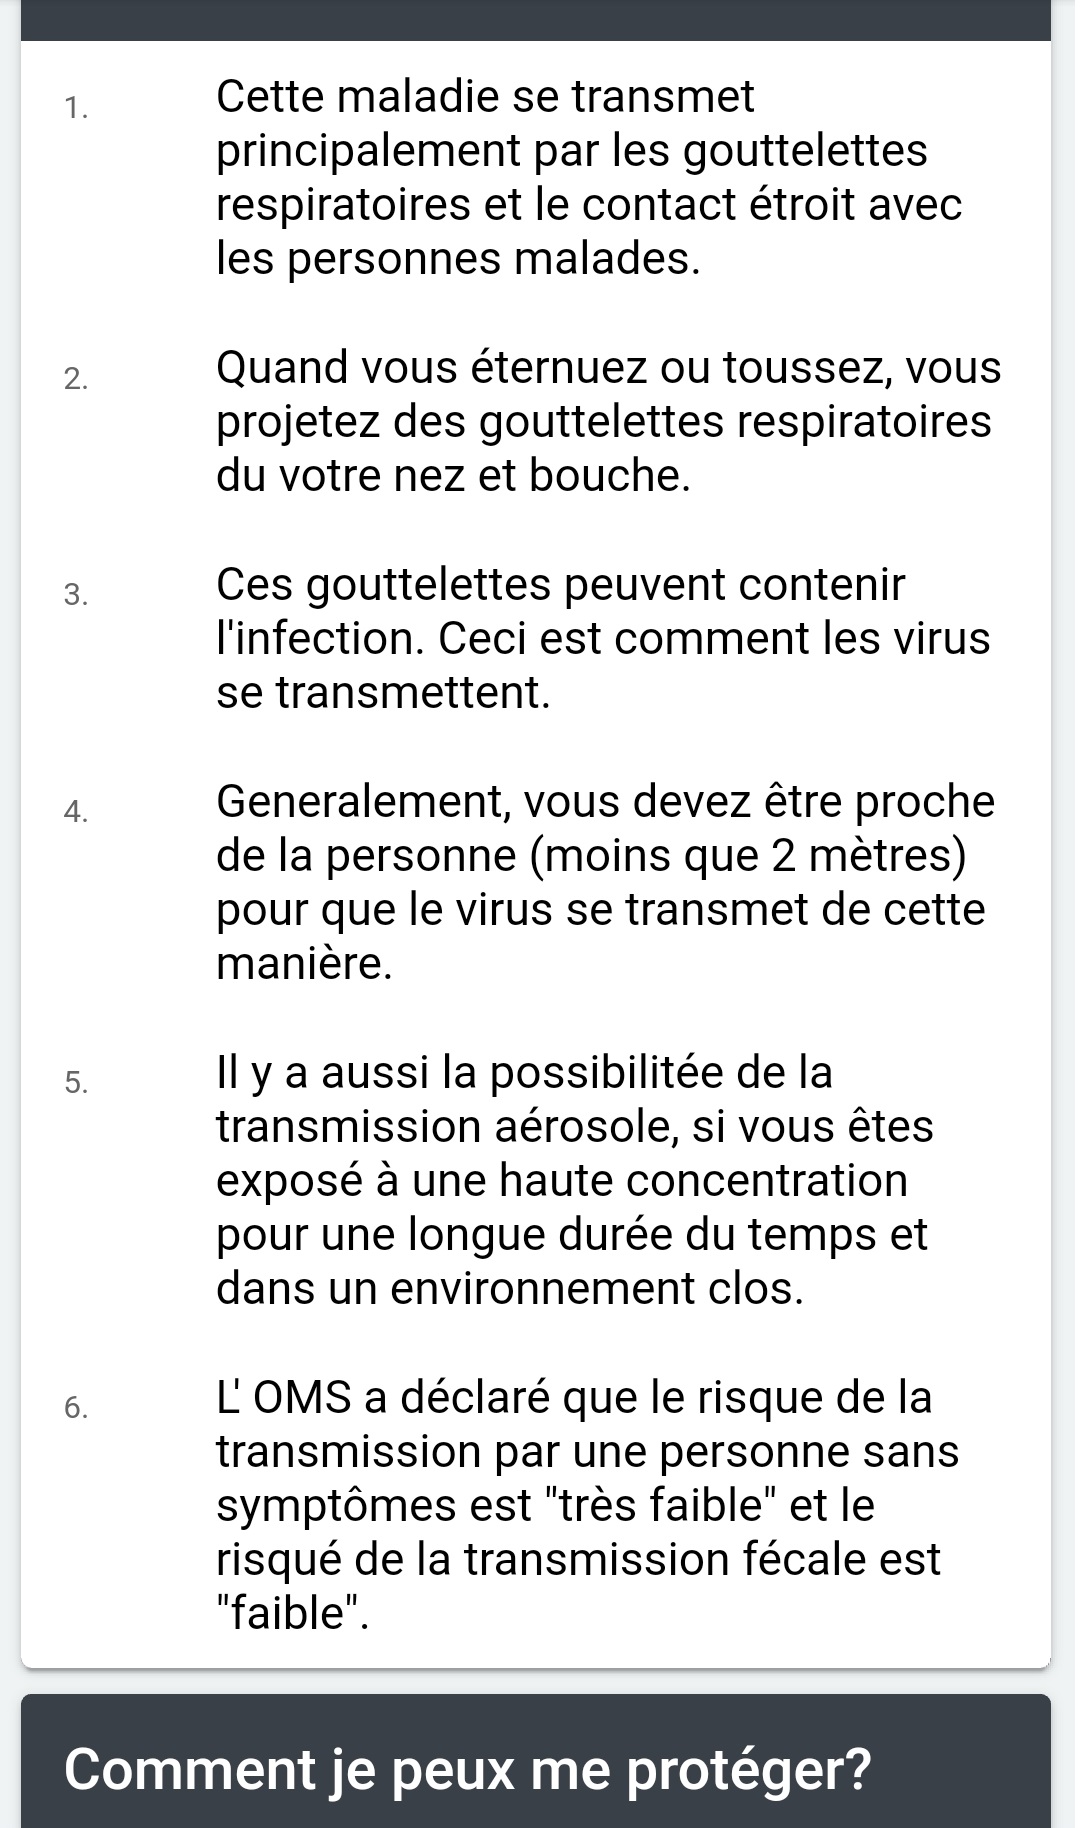 1. Cette maladie se transmet
principalement par les gouttelettes
respiratoires et le contact étroit avec
les personnes malades.
2. Quand vous éternuez ou toussez, vous
projetez des gouttelettes respiratoires
du votre nez et bouche.
3. Ces gouttelettes peuvent contenir
l'infection. Ceci est comment les virus
se transmettent.
4. Generalement, vous devez être proche
de la personne (moins que 2 mètres)
pour que le virus se transmet de cette
manière.
5. Il y a aussi la possibilitée de la
transmission aérosole, si vous êtes
exposé à une haute concentration
pour une longue durée du temps et
dans un environnement clos.
6. L' OMS a déclaré que le risque de la
transmission par une personne sans
symptômes est "très faible" et le
risqué de la transmission fécale est
"faible".
Comment je peux me protéger?